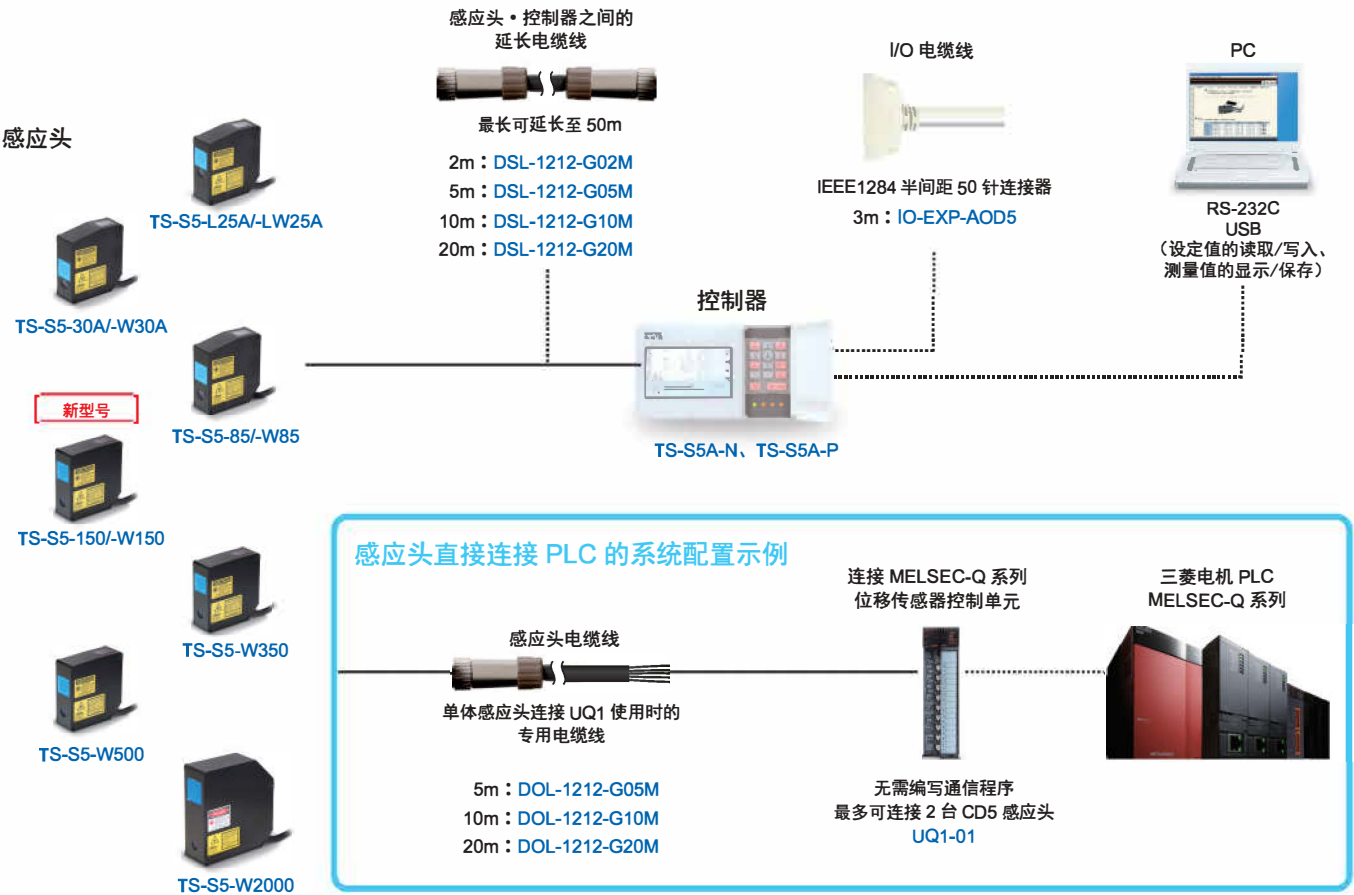 感应头
TS-S5-L25A/-LW25A
TS-S5-30A/-W30A
TS-S5-85/-W85
新型号
TS-S5-150/-W150
TS-S5-W350
TS-S5-W500
TS-S5-W2000
感应头・控制器之间的
延长电缆线
最长可延长至 50m
2m：DSL-1212-G02M
5m：DSL-1212-G05M
10m：DSL-1212-G10M
20m：DSL-1212-G20M
I/O 电缆线
IEEE1284 半间距 50 针连接器
3m：IO-EXP-AOD5
PC
RS-232C
USB
（设定值的读取/写入、
测量值的显示/保存）
控制器
TS-S5A-N、TS-S5A-P
感应头直接连接 PLC 的系统配置示例
感应头电缆线
单体感应头连接 UQ1 使用时的
专用电缆线
5m：DOL-1212-G05M
10m：DOL-1212-G10M
20m：DOL-1212-G20M
连接 MELSEC-Q 系列
位移传感器控制单元
无需编写通信程序
最多可连接 2 台 CD5 感应头
UQ1-01
三菱电机 PLC
MELSEC-Q 系列